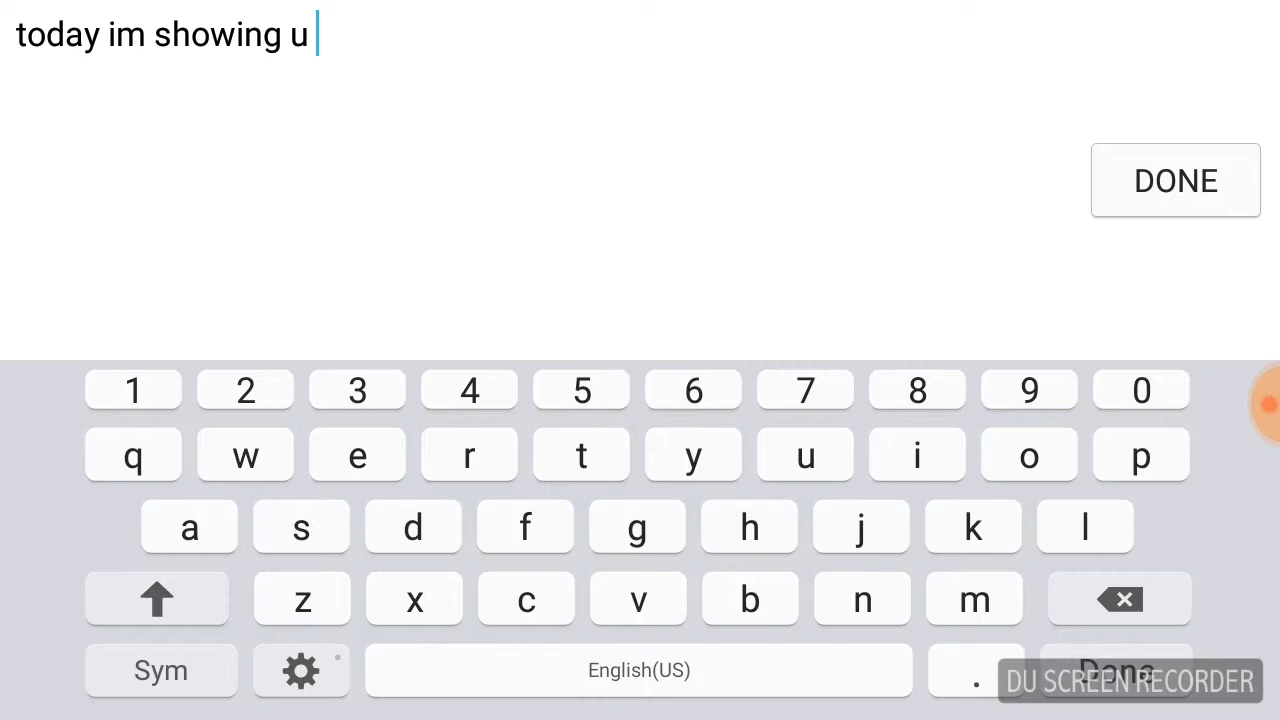 today im showing u
DONE
1 2 3 4 5 6 7 8 9 0
q w e r t y u i o p
a s d f g h j k l
z x c v b n m
Sym English(US) . Done
DU SCREEN RECORDER